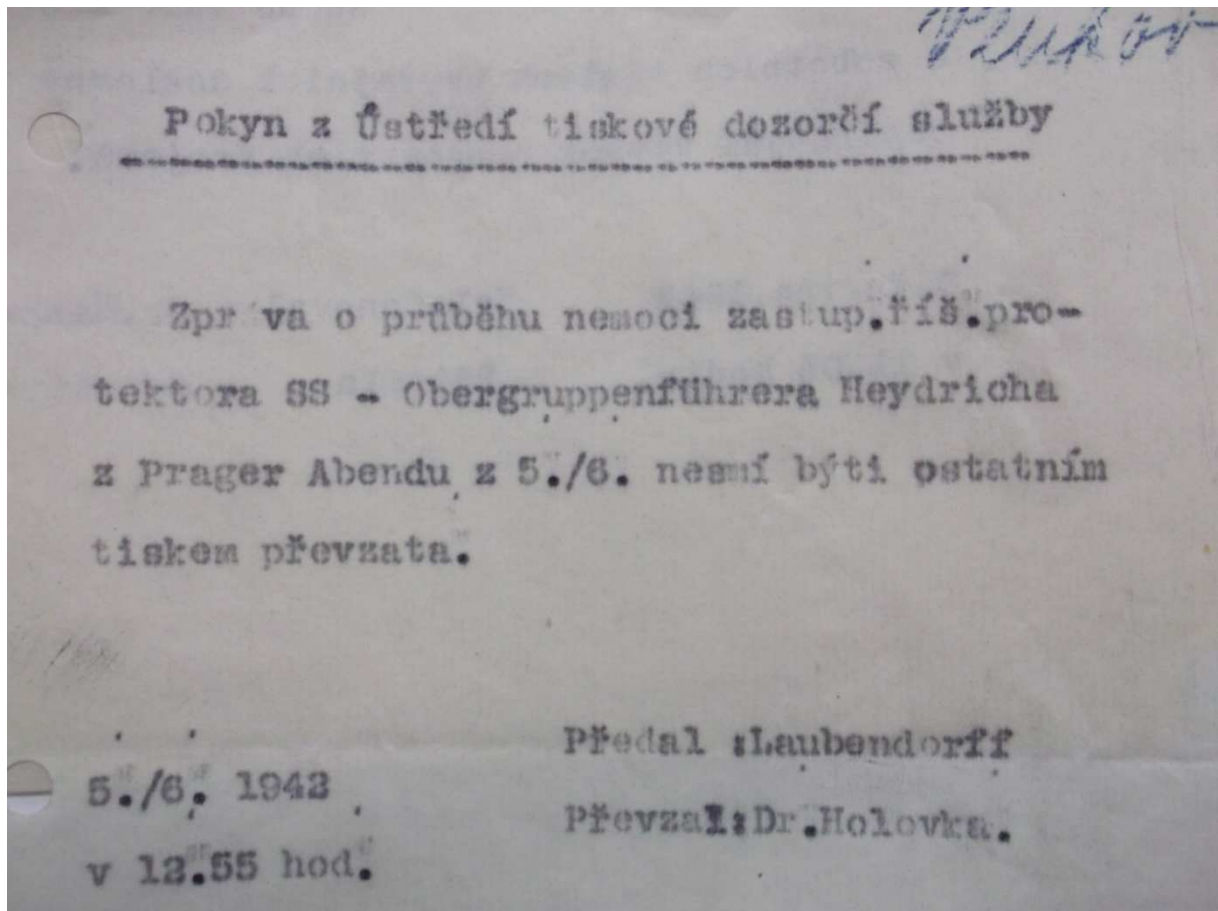 Pokyn z Ústředí tiskové dozorčí služby
Zpr va o průběhu nemoci zastup.říš.pro-
tektora SS - Obergruppenführera Heydricha
z Prager Abendu z 5./6. nesmí býti ostatním
tiskem převzata.
Předal :Laubendorff
5./6. 1942
Převzal:Dr.Holovka.
v 12.55 hod.